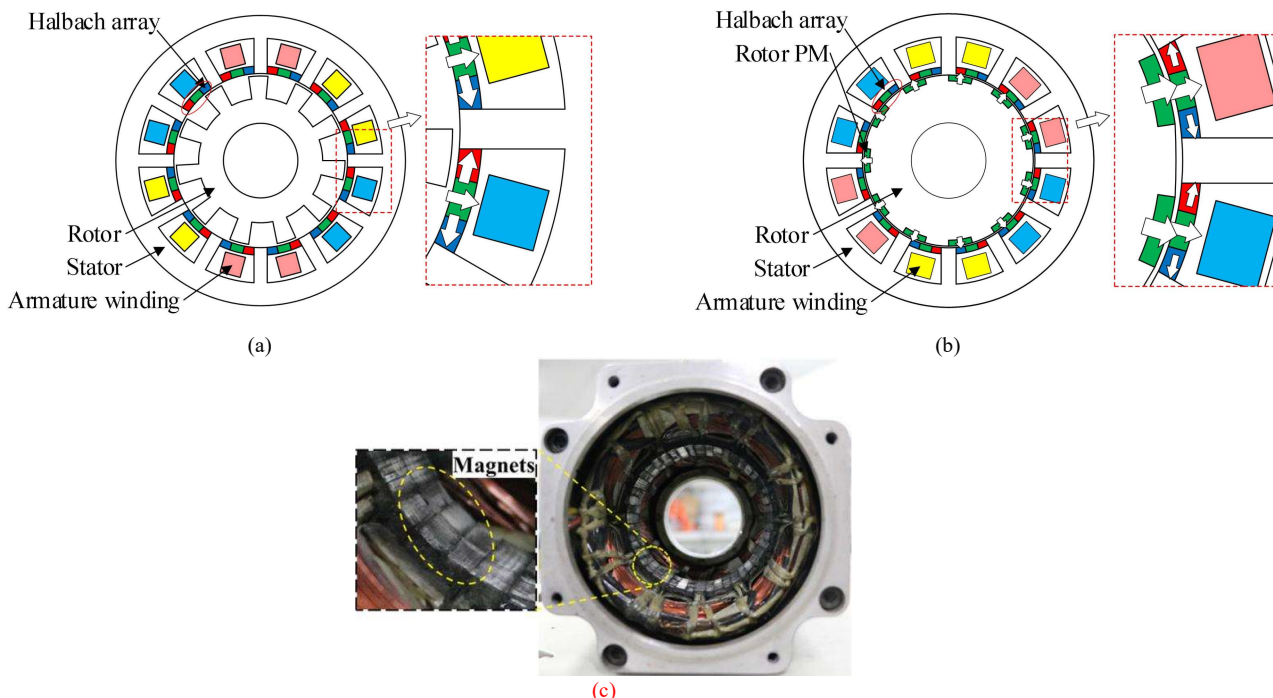 Halbach array
Rotor
Stator
Armature winding
(a)
Halbach array
Rotor PM
Rotor
Stator
Armature winding
(b)
Magnets
(c)